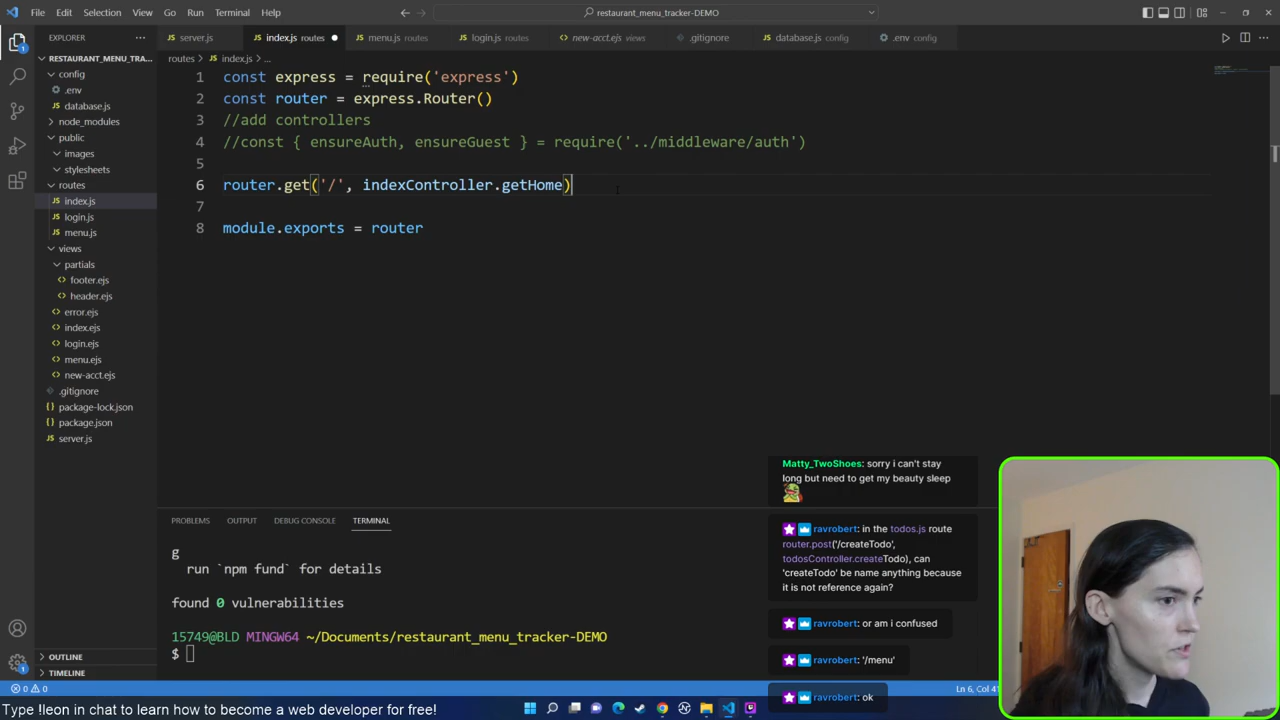 File Edit Selection View Go Run Terminal Help
restaurant_menu_tracker-DEMO
EXPLORER
server.js
index.js routes
menu.js routes
login.js
new-acct.ejs views
.gitignore
database.js config
.env config
routes > index.js > ...
RESTAURANT_MENU_TRA...
config
.env
database.js
node_modules
public
images
stylesheets
routes
index.js
login.js
menu.js
views
partials
footer.ejs
header.ejs
error.ejs
index.ejs
login.ejs
menu.ejs
new-acct.ejs
.gitignore
package-lock.json
package.json
server.js
OUTLINE
TIMELINE
1 const express = require('express')
2 const router = express.Router()
3 //add controllers
4 //const { ensureAuth, ensureGuest } = require('../middleware/auth')
5
6 router.get('/', indexController.getHome)
7
8 module.exports = router
PROBLEMS OUTPUT DEBUG CONSOLE TERMINAL
g
run `npm fund` for details
found 0 vulnerabilities
15749@BLD MINGW64 ~/Documents/restaurant_menu_tracker-DEMO
$
Matty_TwoShoes: sorry i can't stay
long but need to get my beauty sleep
ravrobert: in the todos.js route
router.post('/createTodo',
todosController.createTodo), can
'createTodo' be name anything because
it is not reference again?
ravrobert: or am i confused
ravrobert: '/menu'
ravrobert: ok
0 0
Ln 6, Col 41
Type !leon in chat to learn how to become a web developer for free!